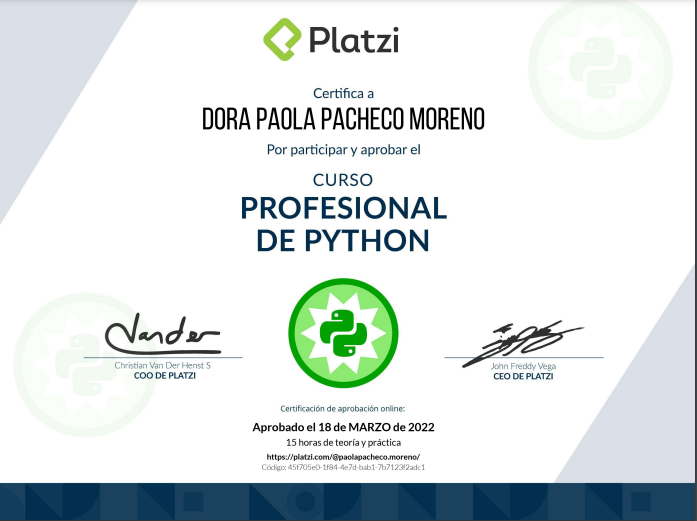 Platzi
Certifica a
DORA PAOLA PACHECO MORENO
Por participar y aprobar el
CURSO
PROFESIONAL
DE PYTHON
Christian Van Der Henst S
COO DE PLATZI
John Freddy Vega
CEO DE PLATZI
Certificación de aprobación online:
Aprobado el 18 de MARZO de 2022
15 horas de teoría y práctica
https://platzi.com/@paolapacheco.moreno/
Código: 45f705e0-1f84-4e7d-bab1-7b7123f2adc1